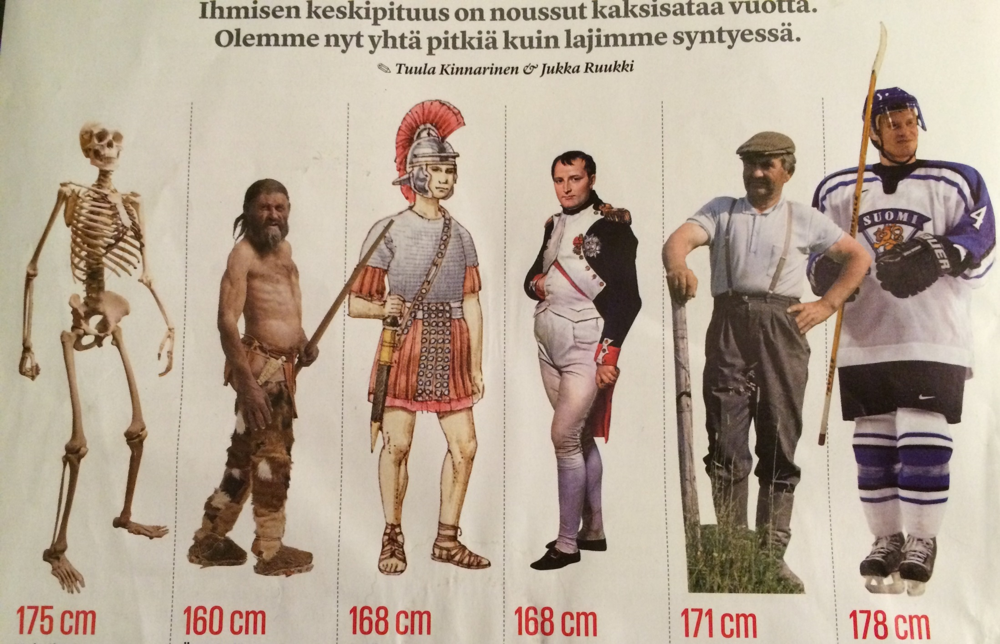 Ihmisen keskipituus on noussut kaksisataa vuotta.
Olemme nyt yhtä pitkiä kuin lajimme syntyessä.
Tuula Kinnarinen & Jukka Ruukki
SUOMI
4
BAUER
175 cm
160 cm
168 cm
168 cm
171 cm
178 cm